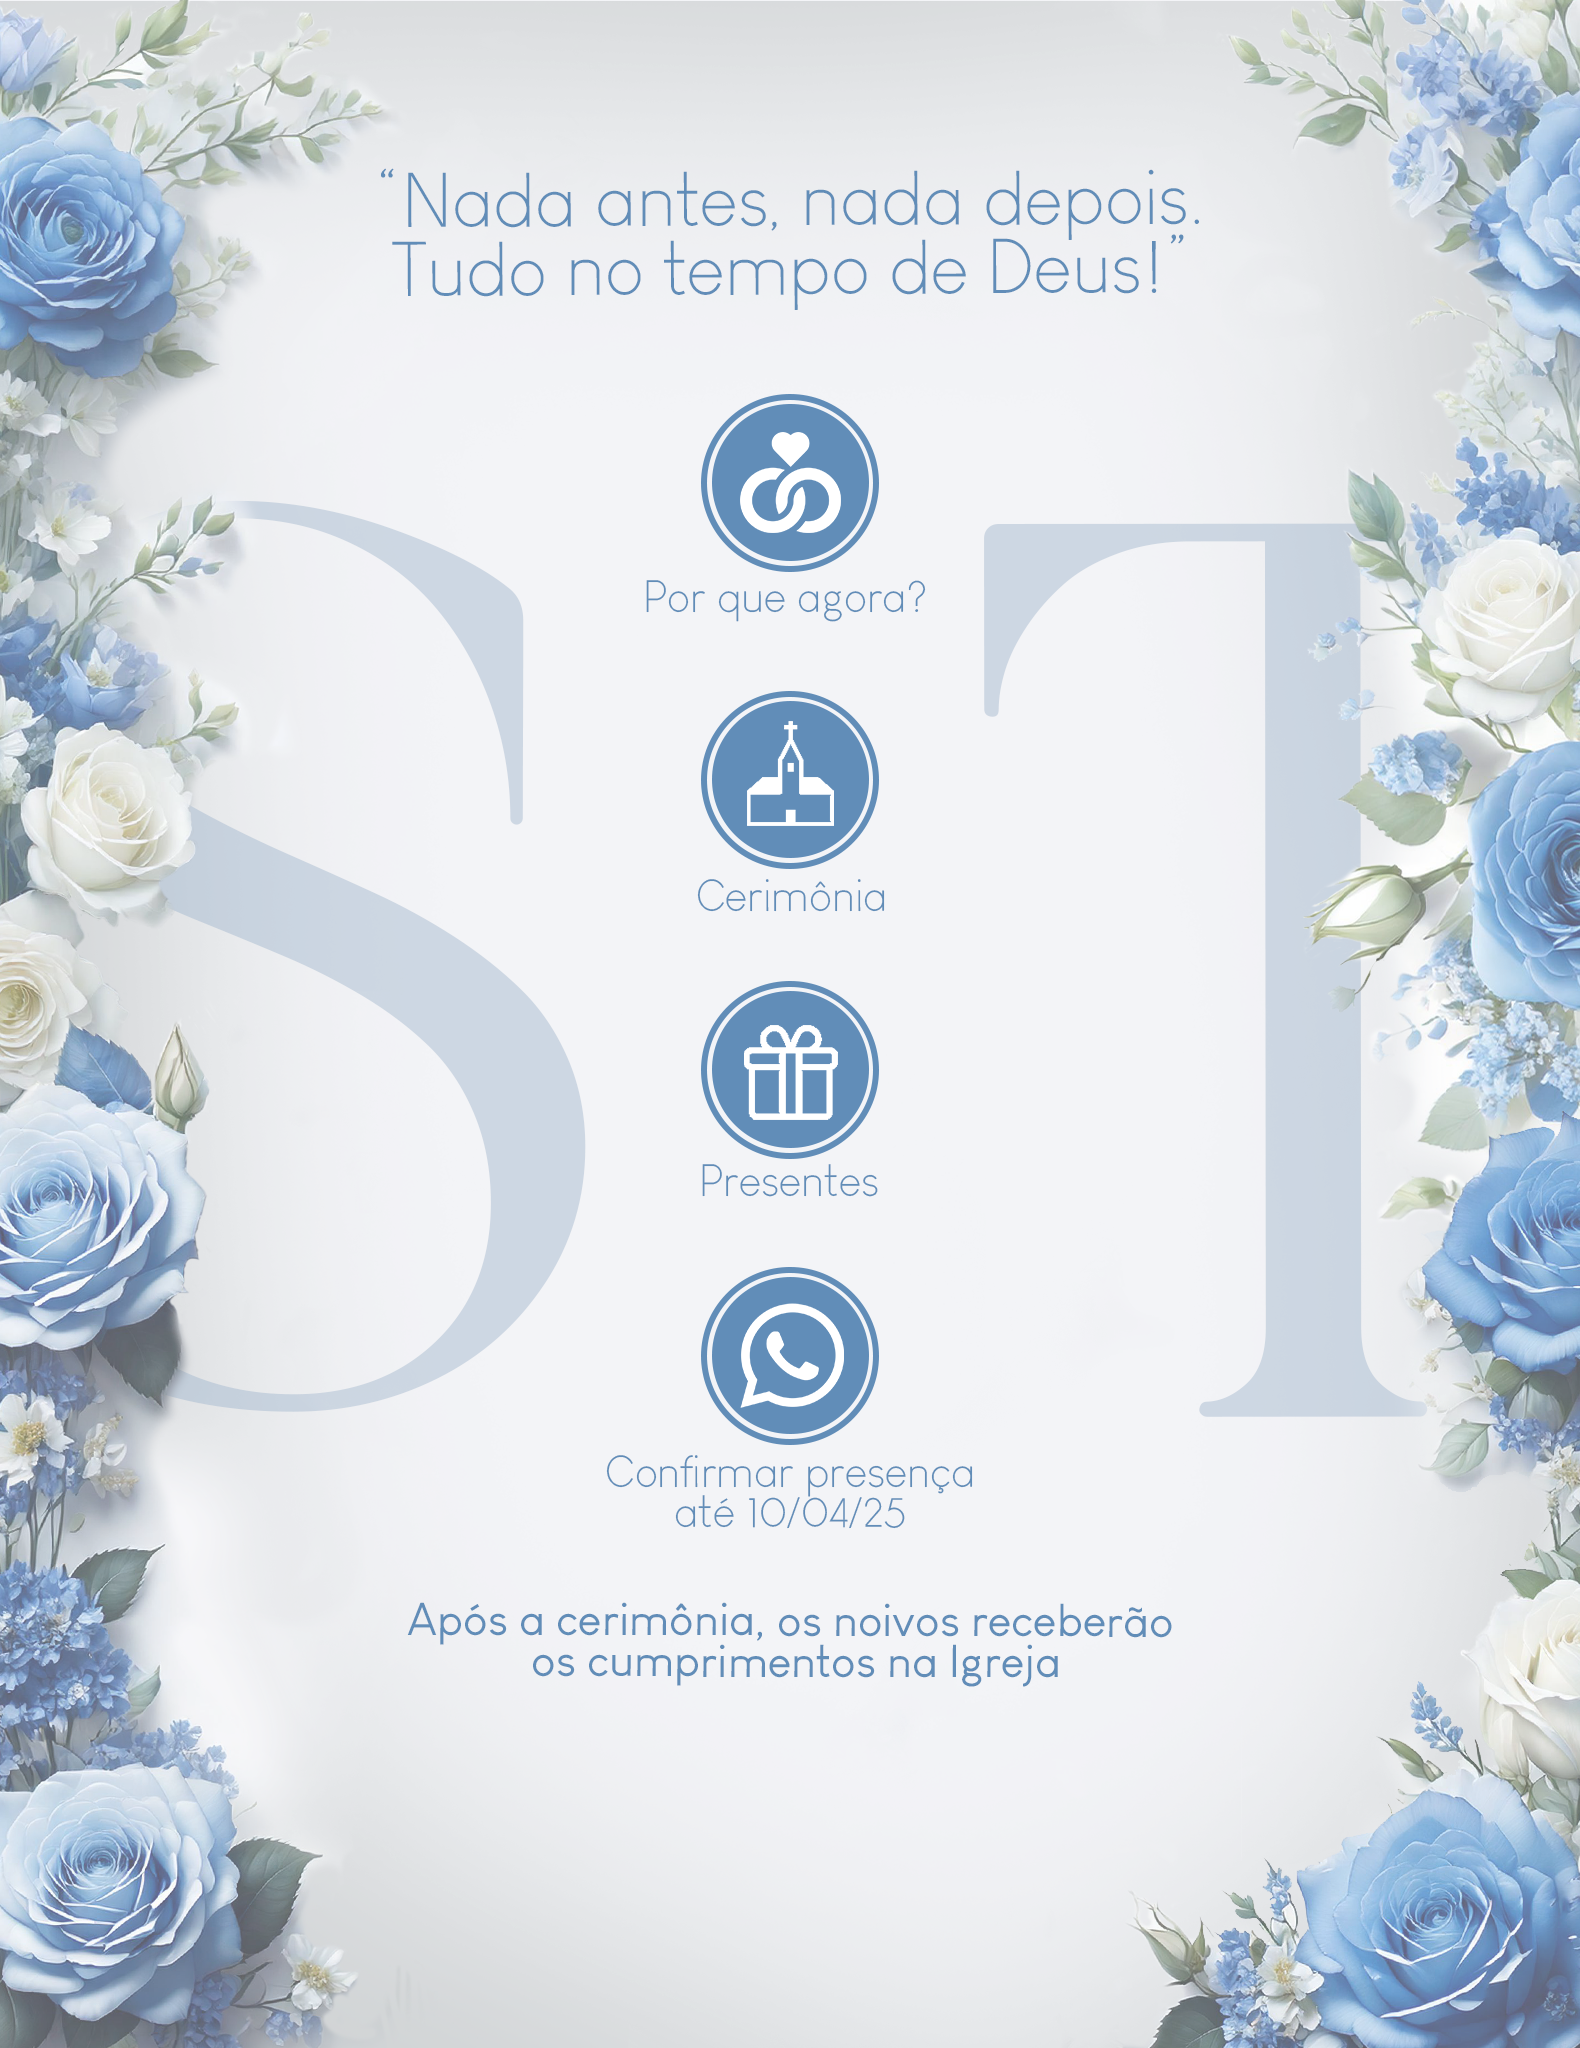 “Nada antes, nada depois.
Tudo no tempo de Deus!”
Por que agora?
S T
Cerimônia
Presentes
Confirmar presença
até 10/04/25
Após a cerimônia, os noivos receberão
os cumprimentos na Igreja